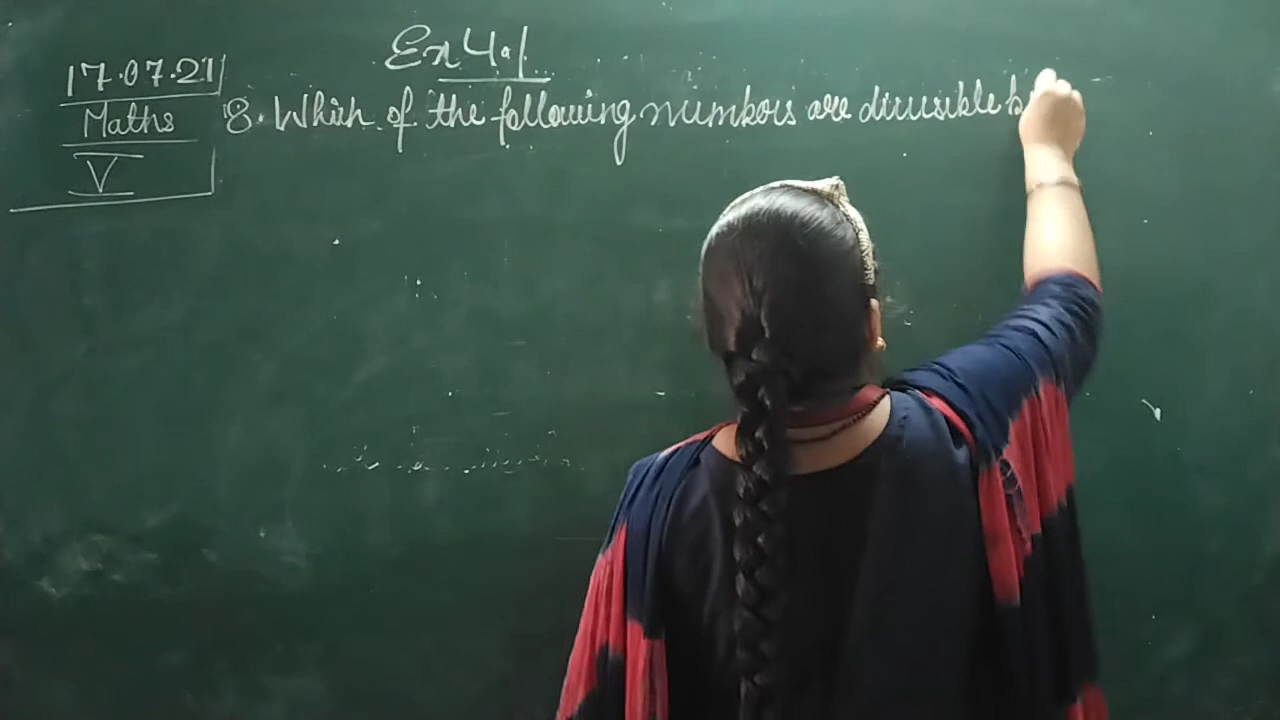 Ex 4.1
17.07.21
Maths
V
8. Which of the following numbers are divisible b